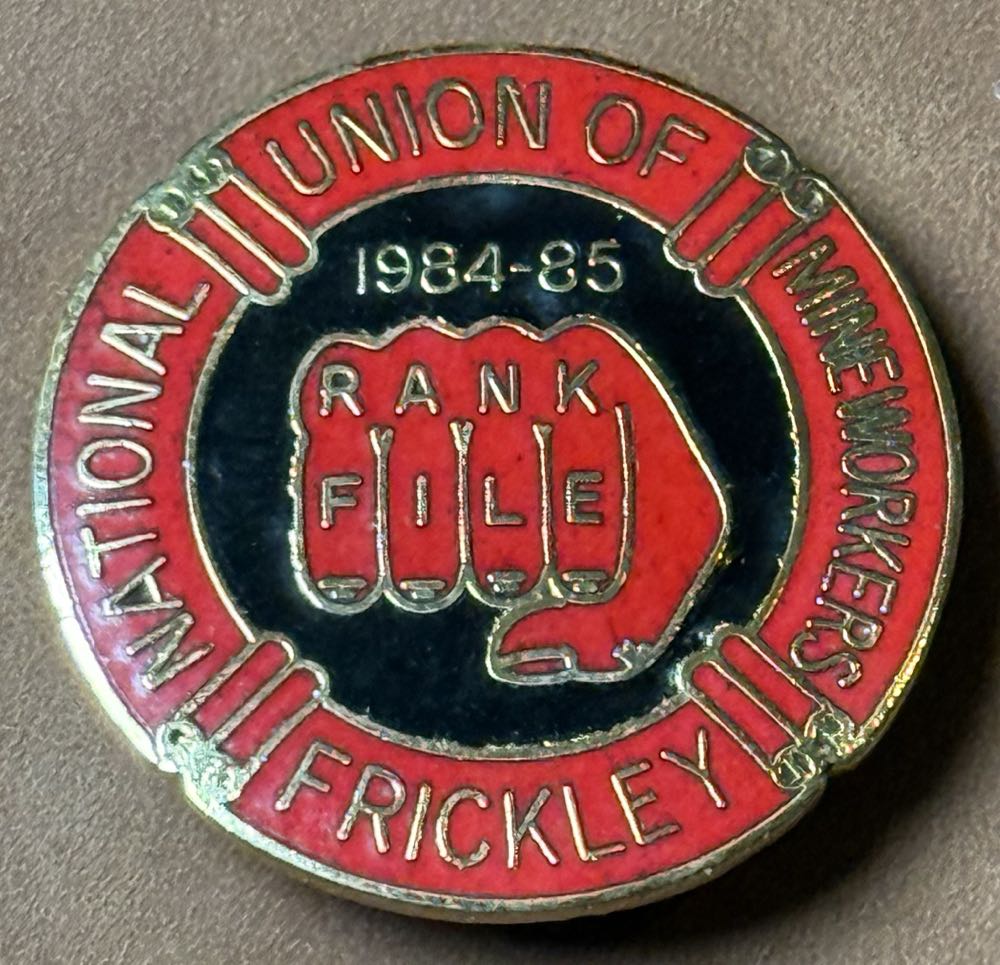 NATIONAL UNION OF MINEWORKERS
1984-85
RANK
FILE
FRICKLEY